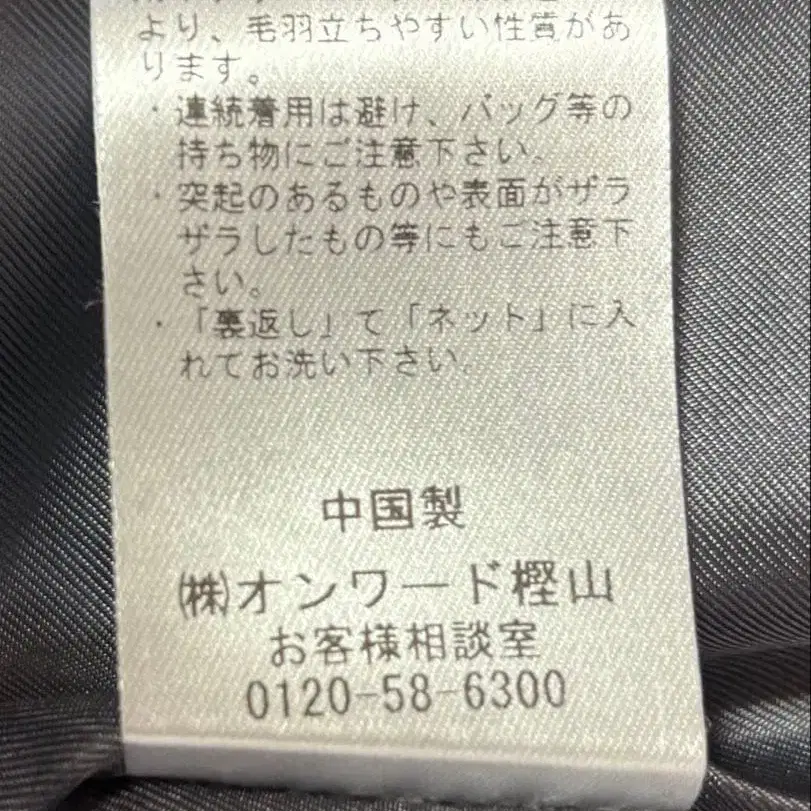 より、毛羽立ちやすい性質があ
ります。
・連続着用は避け、バッグ等の
持ち物にご注意下さい。
・突起のあるものや表面がザラ
ザラしたもの等にもご注意下
さい。
・「裏返し」て「ネット」に入
れてお洗い下さい。
中国製
㈱オンワード樫山
お客様相談室
0120-58-6300